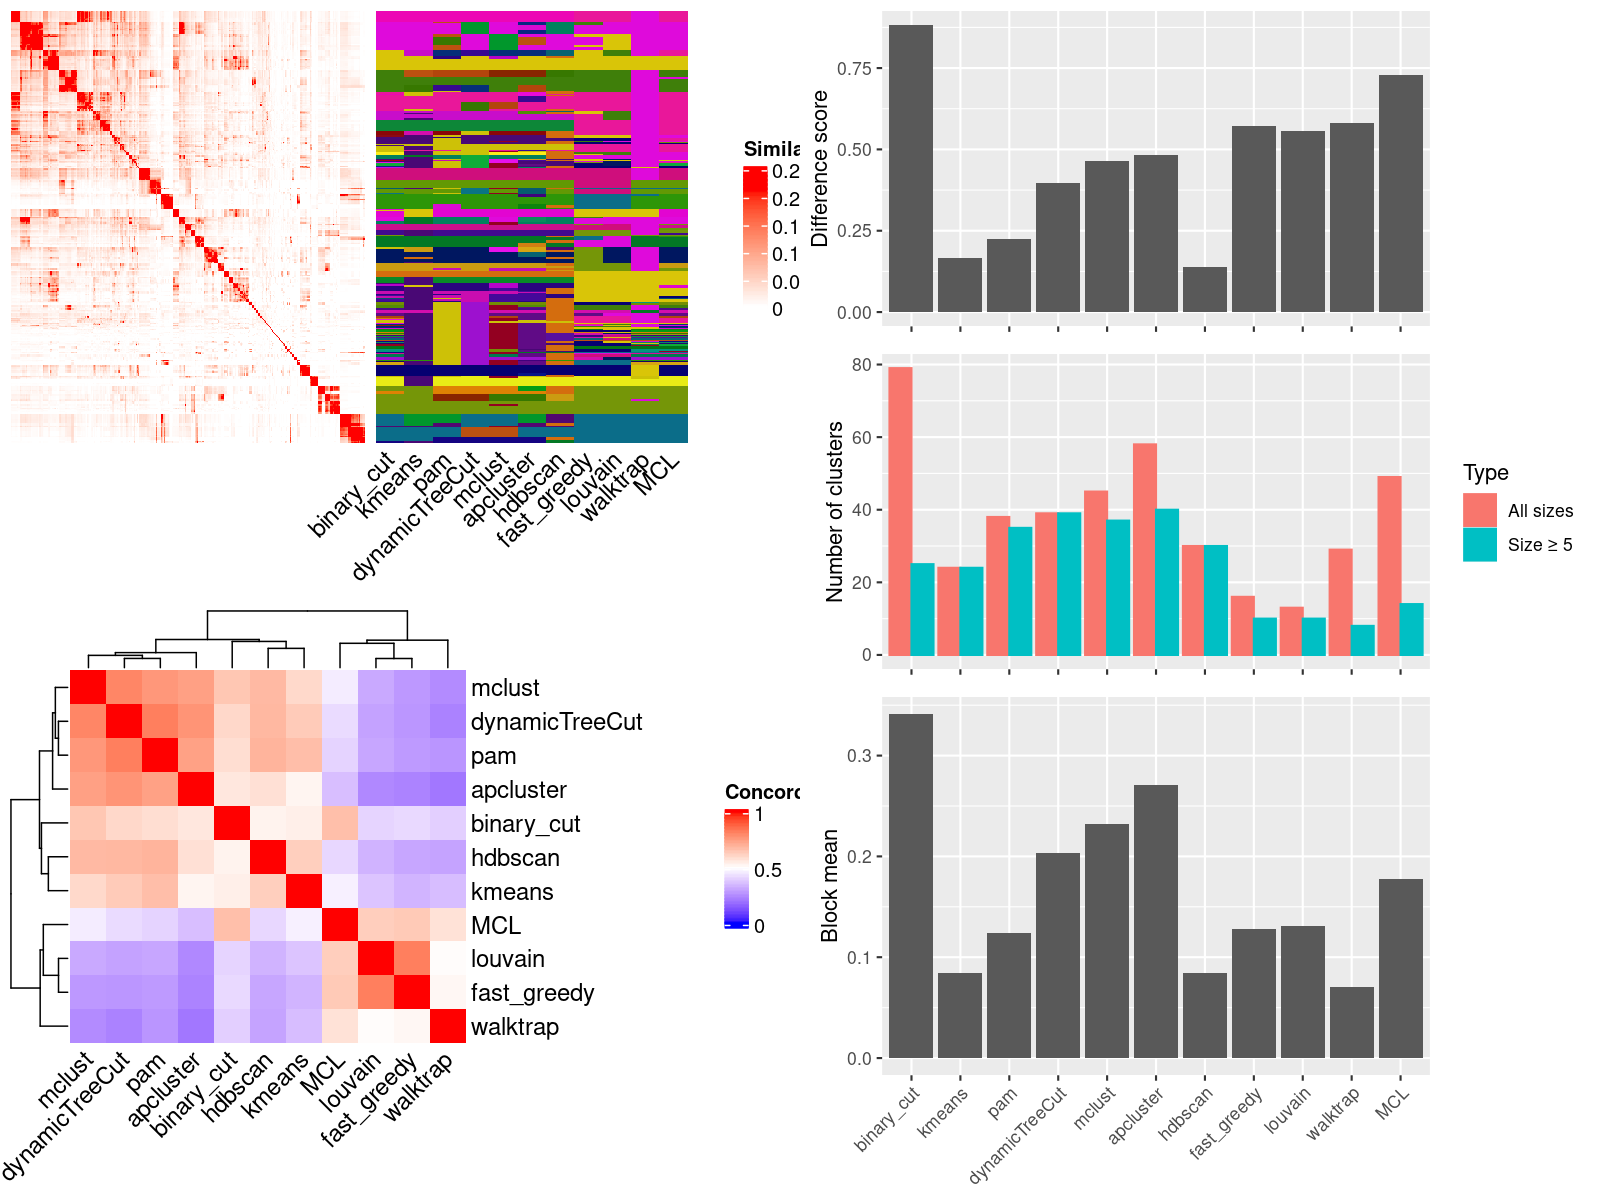 Simila
0.2
0.2
0.1
0.1
0.0
0
binary_cut
kmeans
pam
dynamicTreeCut
mclust
apcluster
hdbscan
fast_greedy
louvain
walktrap
MCL
mclust
dynamicTreeCut
pam
apcluster
binary_cut
hdbscan
kmeans
MCL
louvain
fast_greedy
walktrap
mclust
dynamicTreeCut
pam
apcluster
binary_cut
hdbscan
kmeans
MCL
louvain
fast_greedy
walktrap
Concord
1
0.5
0
Difference score
0.75
0.50
0.25
0.00
Number of clusters
80
60
40
20
0
Type
All sizes
Size ≥ 5
Block mean
0.3
0.2
0.1
0.0
binary_cut
kmeans
pam
dynamicTreeCut
mclust
apcluster
hdbscan
fast_greedy
louvain
walktrap
MCL